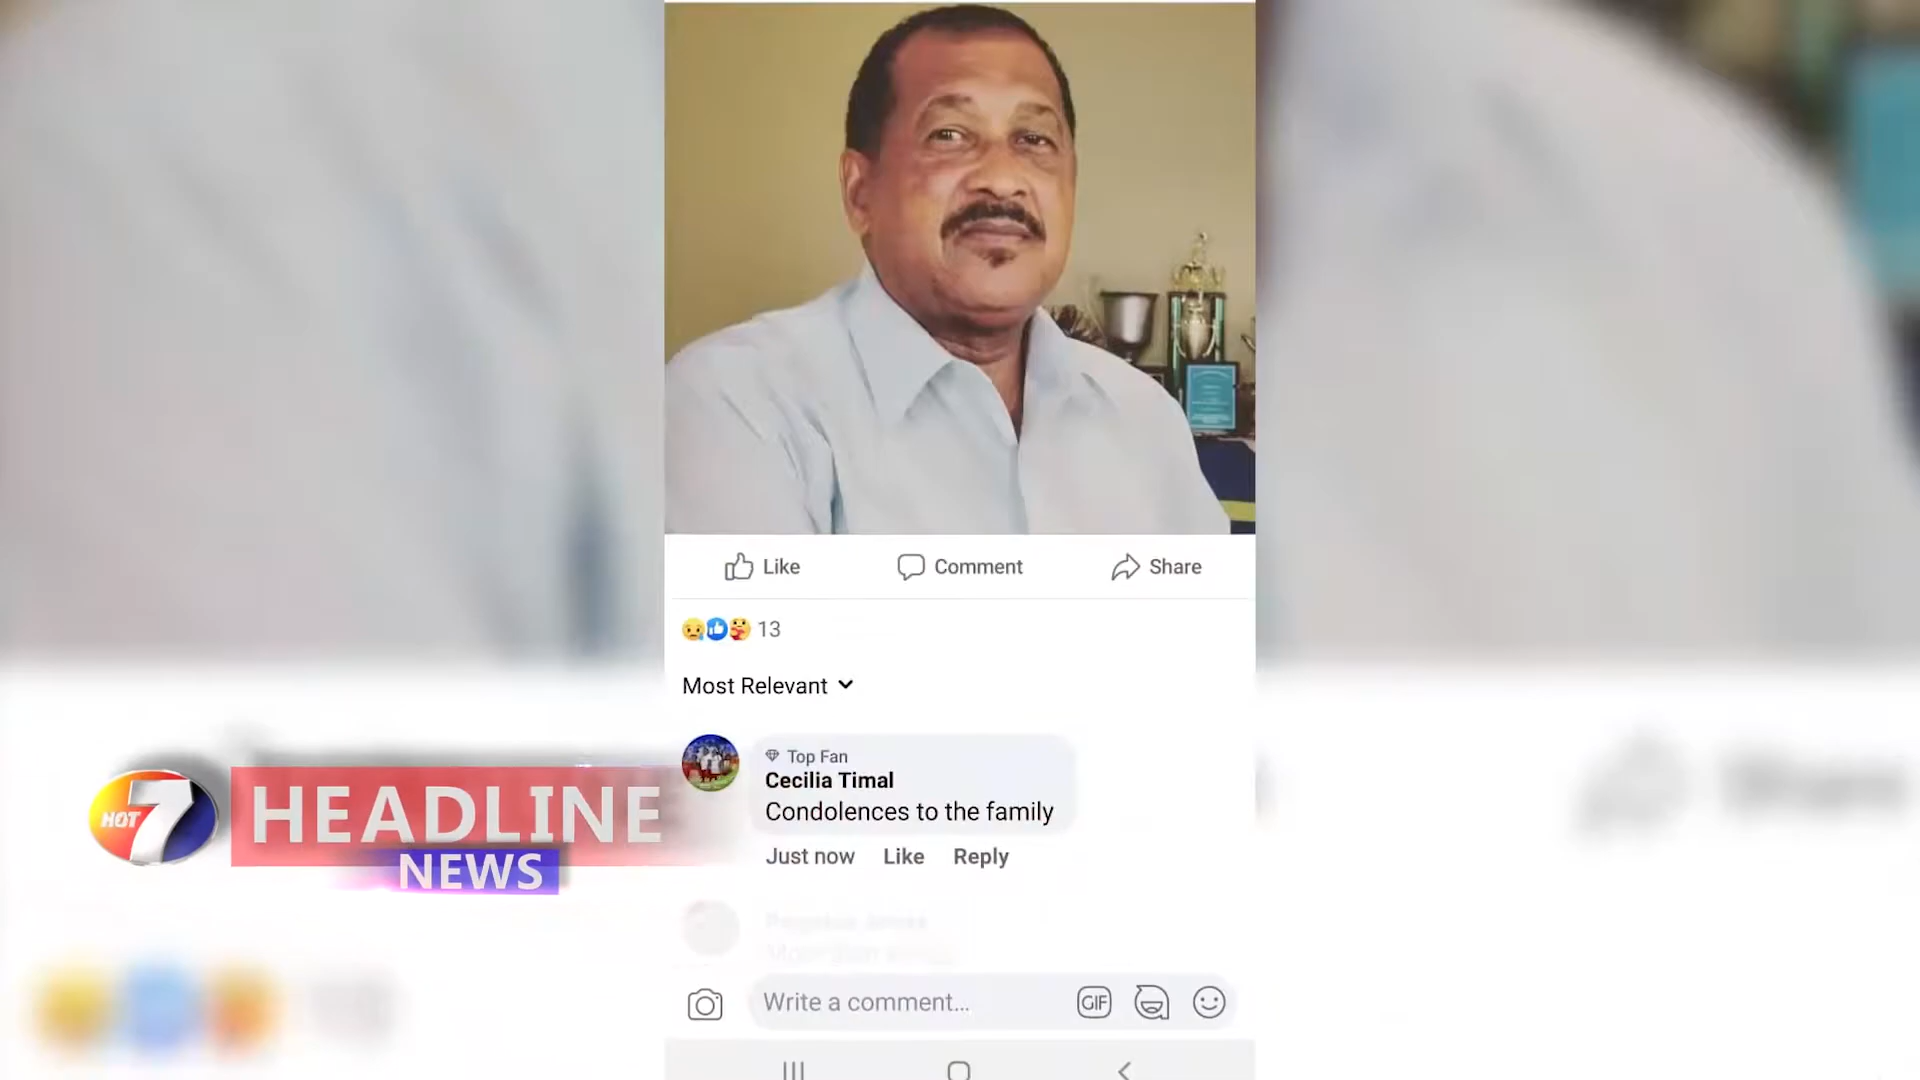 Like
Comment
Share
13
Most Relevant
Top Fan
Cecilia Timal
Condolences to the family
Just now
Like
Reply
HOT 7
HEADLINE
NEWS
Write a comment...
GIF